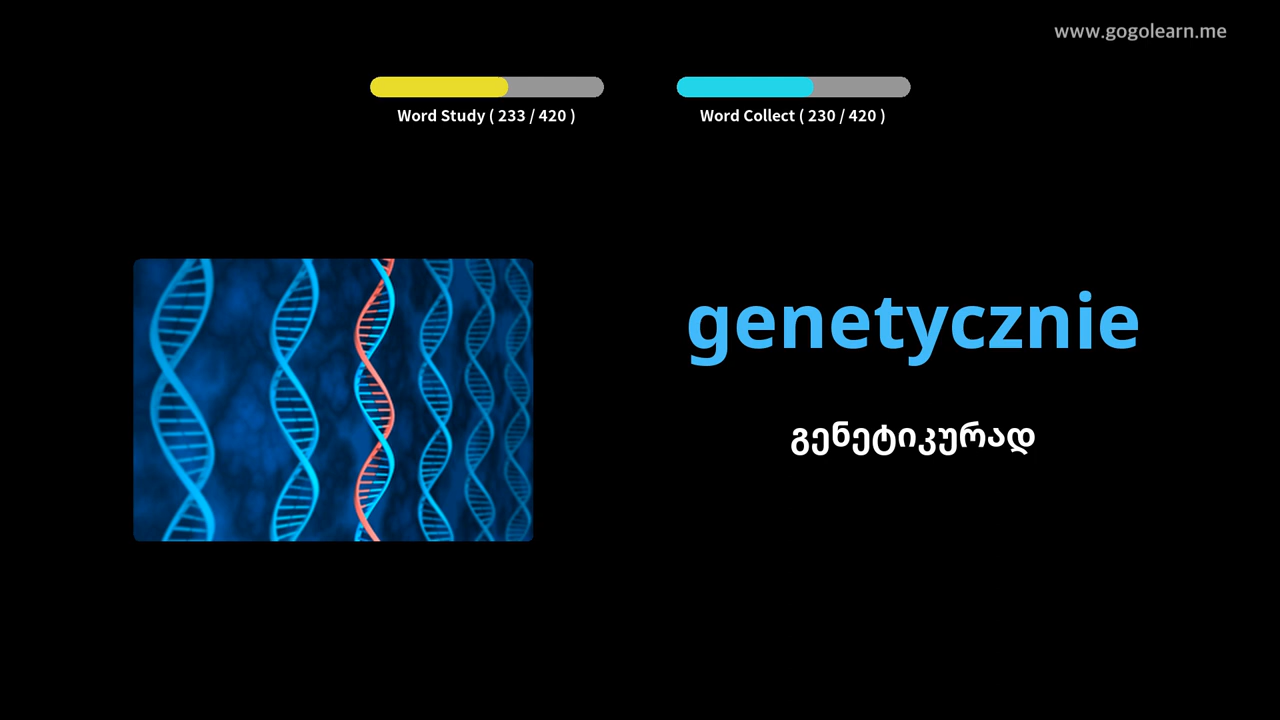 www.gogolearn.me
Word Study ( 233 / 420 )
Word Collect ( 230 / 420 )
genetycznie
გენეტიკურად